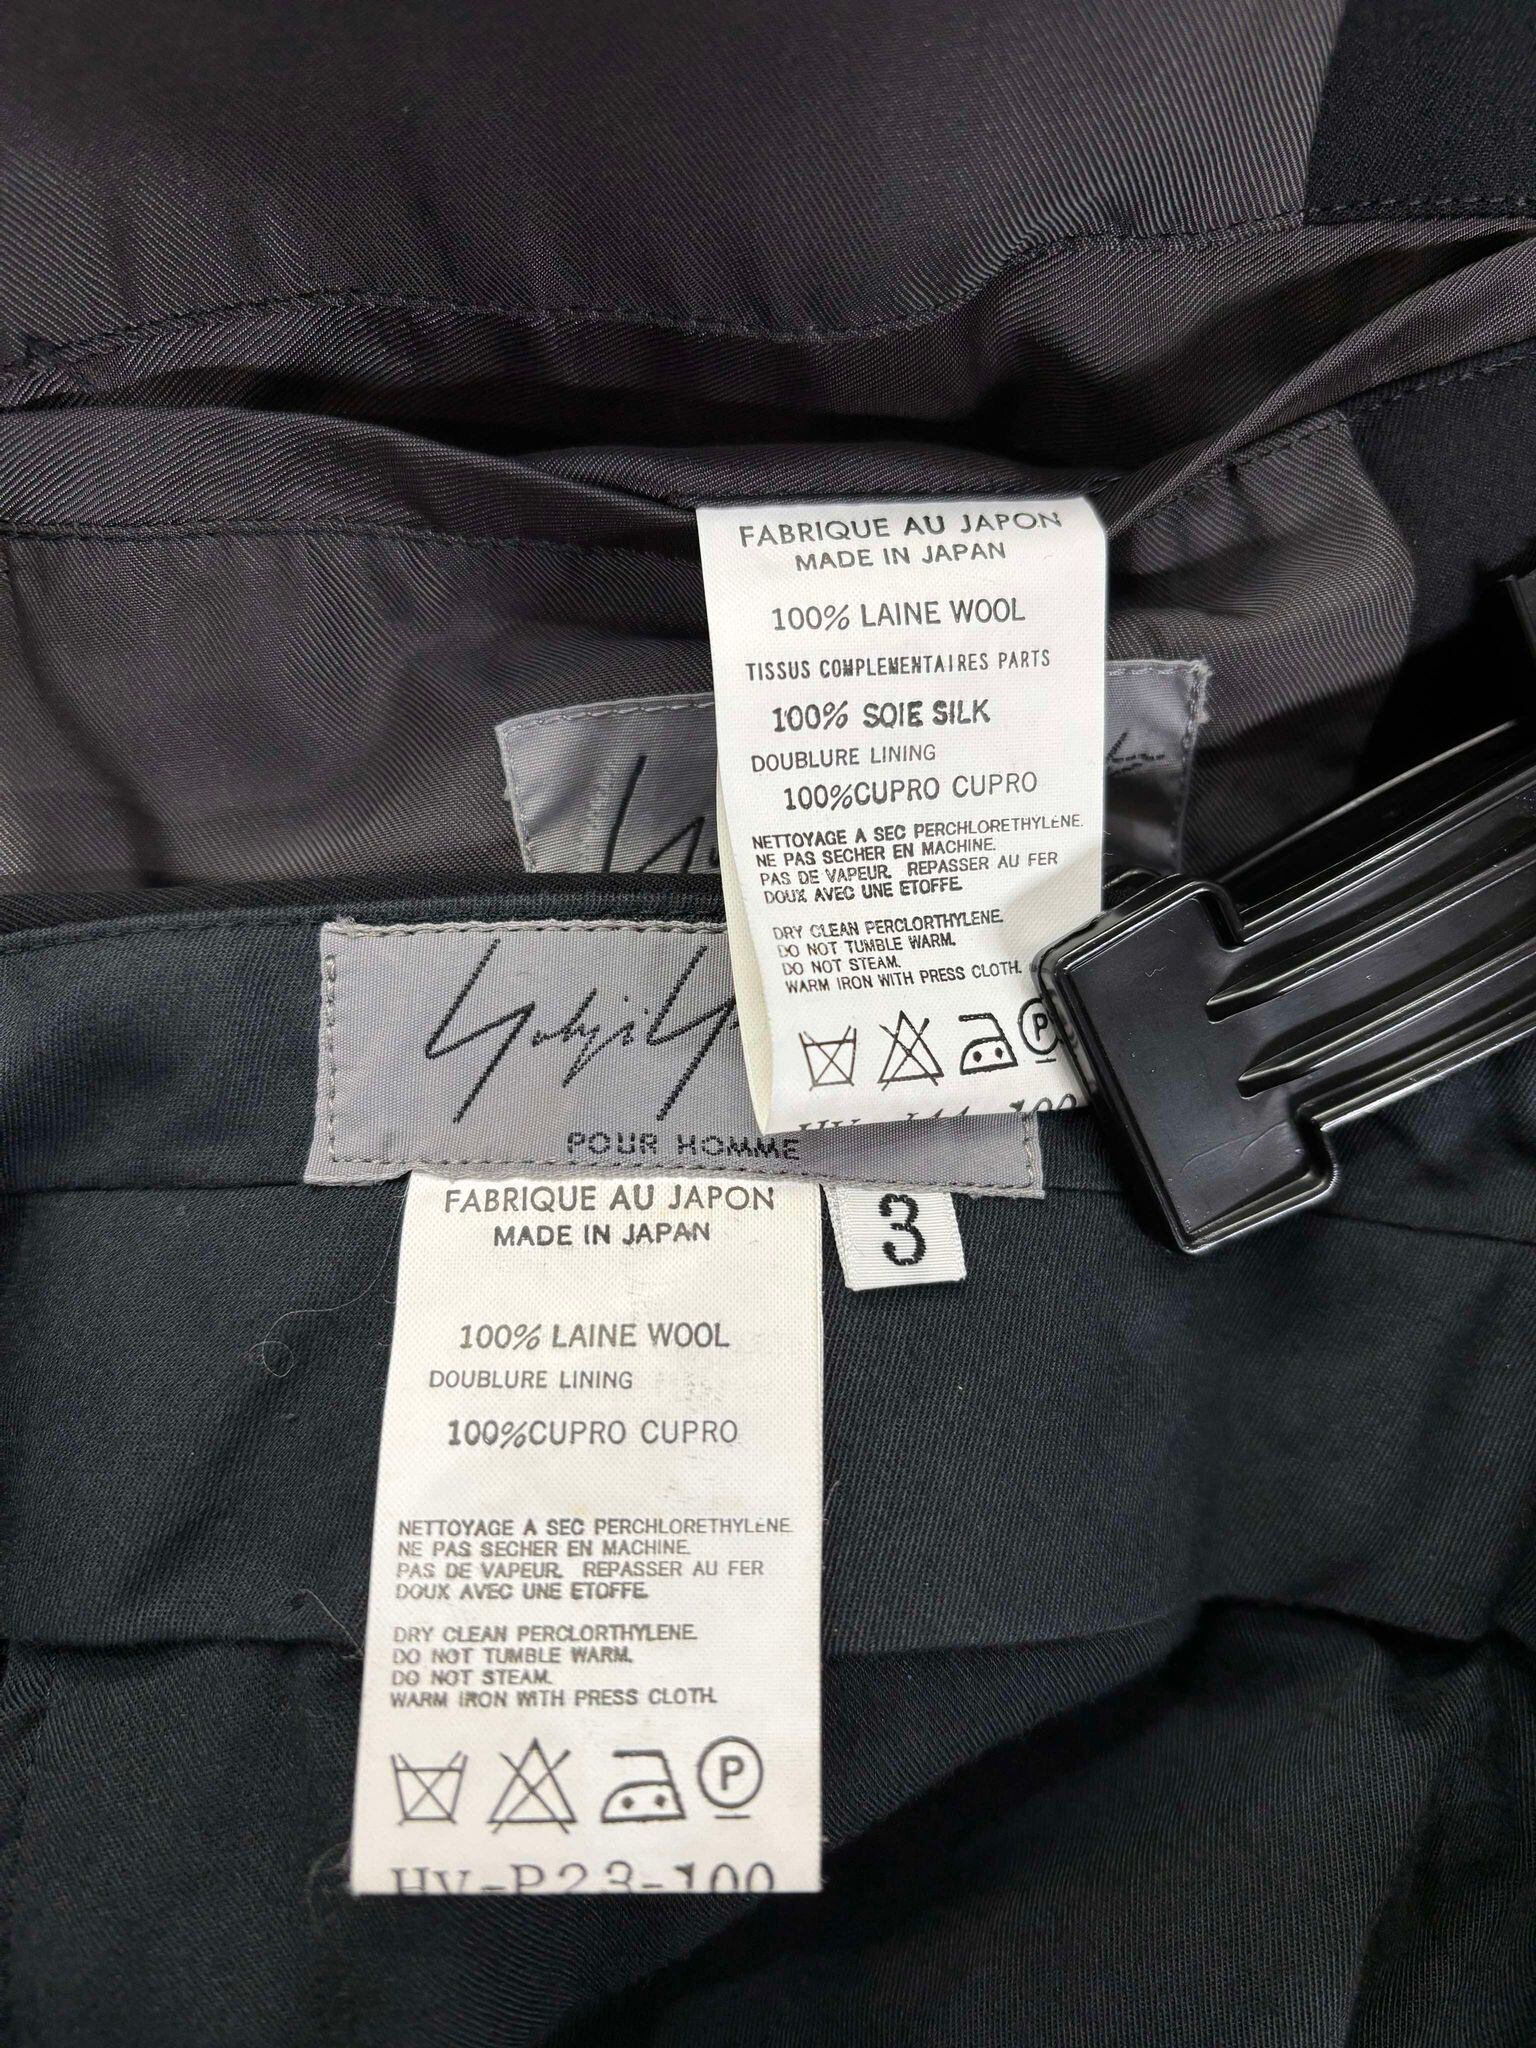 FABRIQUE AU JAPON
MADE IN JAPAN
100% LAINE WOOL
TISSUS COMPLEMENTAIRES PARTS
100% SOIE SILK
DOUBLURE LINING
100%CUPRO CUPRO
NETTOYAGE A SEC PERCHLORETHYLENE.
NE PAS SECHER EN MACHINE.
PAS DE VAPEUR. REPASSER AU FER
DOUX AVEC UNE ETOFFE.
DRY CLEAN PERCLORTHYLENE.
DO NOT TUMBLE WARM.
DO NOT STEAM.
WARM IRON WITH PRESS CLOTH.
P
Yohji
POUR HOMME
3
FABRIQUE AU JAPON
MADE IN JAPAN
100% LAINE WOOL
DOUBLURE LINING
100%CUPRO CUPRO
NETTOYAGE A SEC PERCHLORETHYLENE.
NE PAS SECHER EN MACHINE.
PAS DE VAPEUR. REPASSER AU FER
DOUX AVEC UNE ETOFFE.
DRY CLEAN PERCLORTHYLENE.
DO NOT TUMBLE WARM.
DO NOT STEAM.
WARM IRON WITH PRESS CLOTH.
P
HV-P23-100